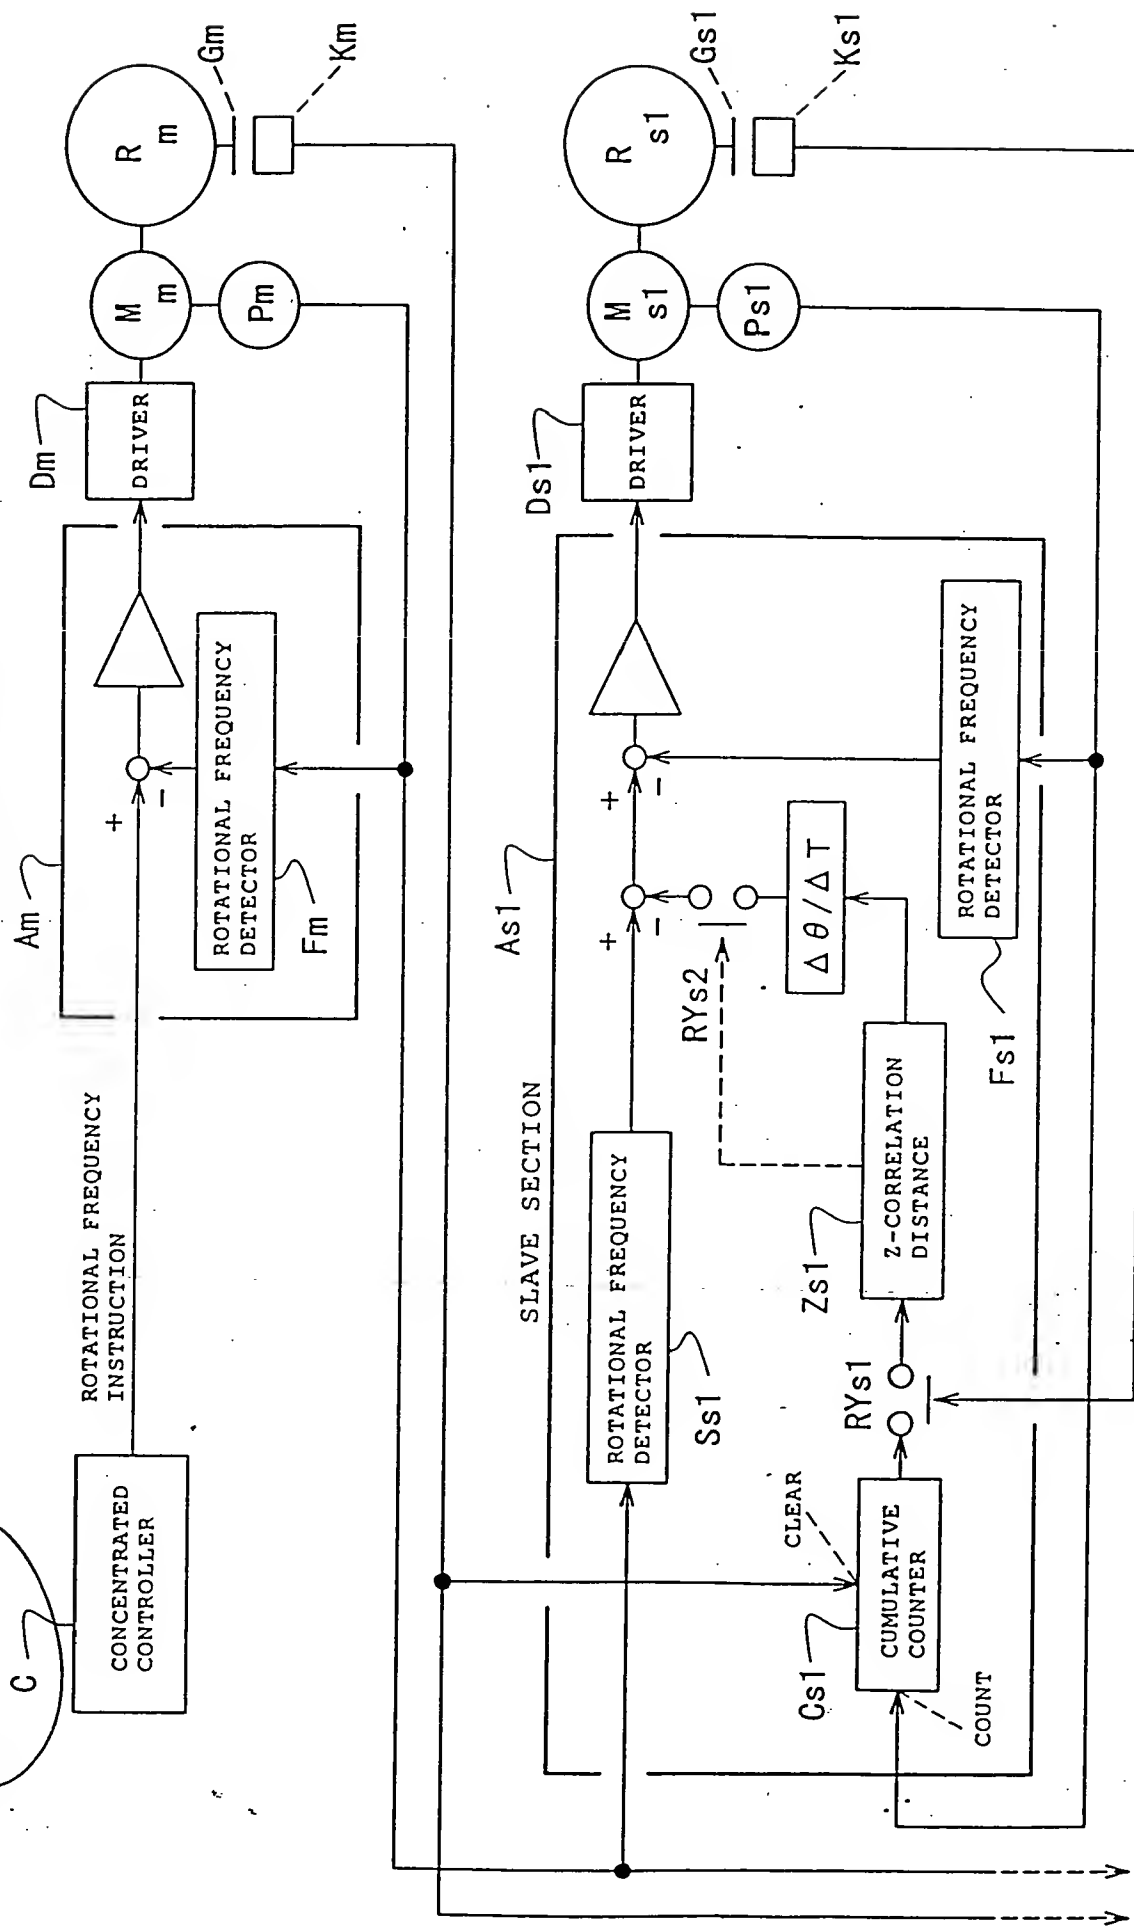 C
CONCENTRATED
CONTROLLER
ROTATIONAL FREQUENCY
INSTRUCTION
Am
+
-
ROTATIONAL FREQUENCY
DETECTOR
Fm
Dm
DRIVER
M
m
Pm
R
m
Gm
Km
SLAVE SECTION
As1
ROTATIONAL FREQUENCY
DETECTOR
Ss1
+
-
+
-
RYs2
Δθ/ΔT
Z-CORRELATION
DISTANCE
Zs1
RYs1
CLEAR
CUMULATIVE
COUNTER
Cs1
COUNT
ROTATIONAL FREQUENCY
DETECTOR
Fs1
Ds1
DRIVER
M
s1
Ps1
R
s1
Gs1
Ks1